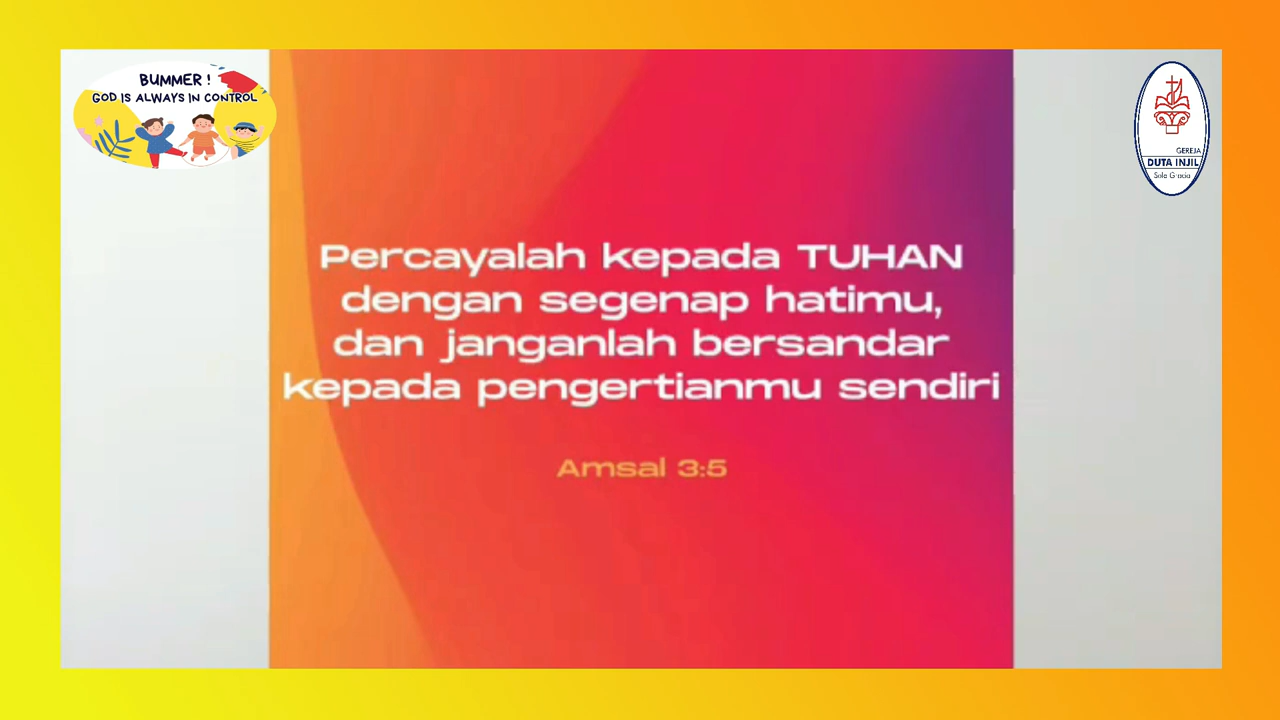 BUMMER !
GOD IS ALWAYS IN CONTROL
GEREJA
DUTA INJIL
Sola Gracia
Percayalah kepada TUHAN
dengan segenap hatimu,
dan janganlah bersandar
kepada pengertianmu sendiri
Amsal 3:5